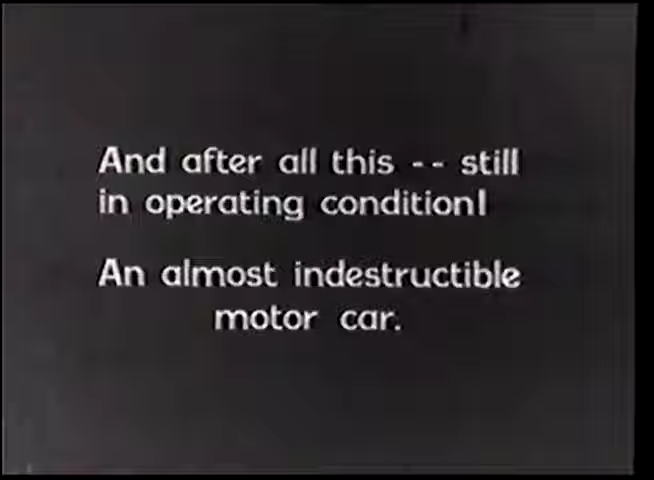 And after all this -- still
in operating condition!
An almost indestructible
motor car.